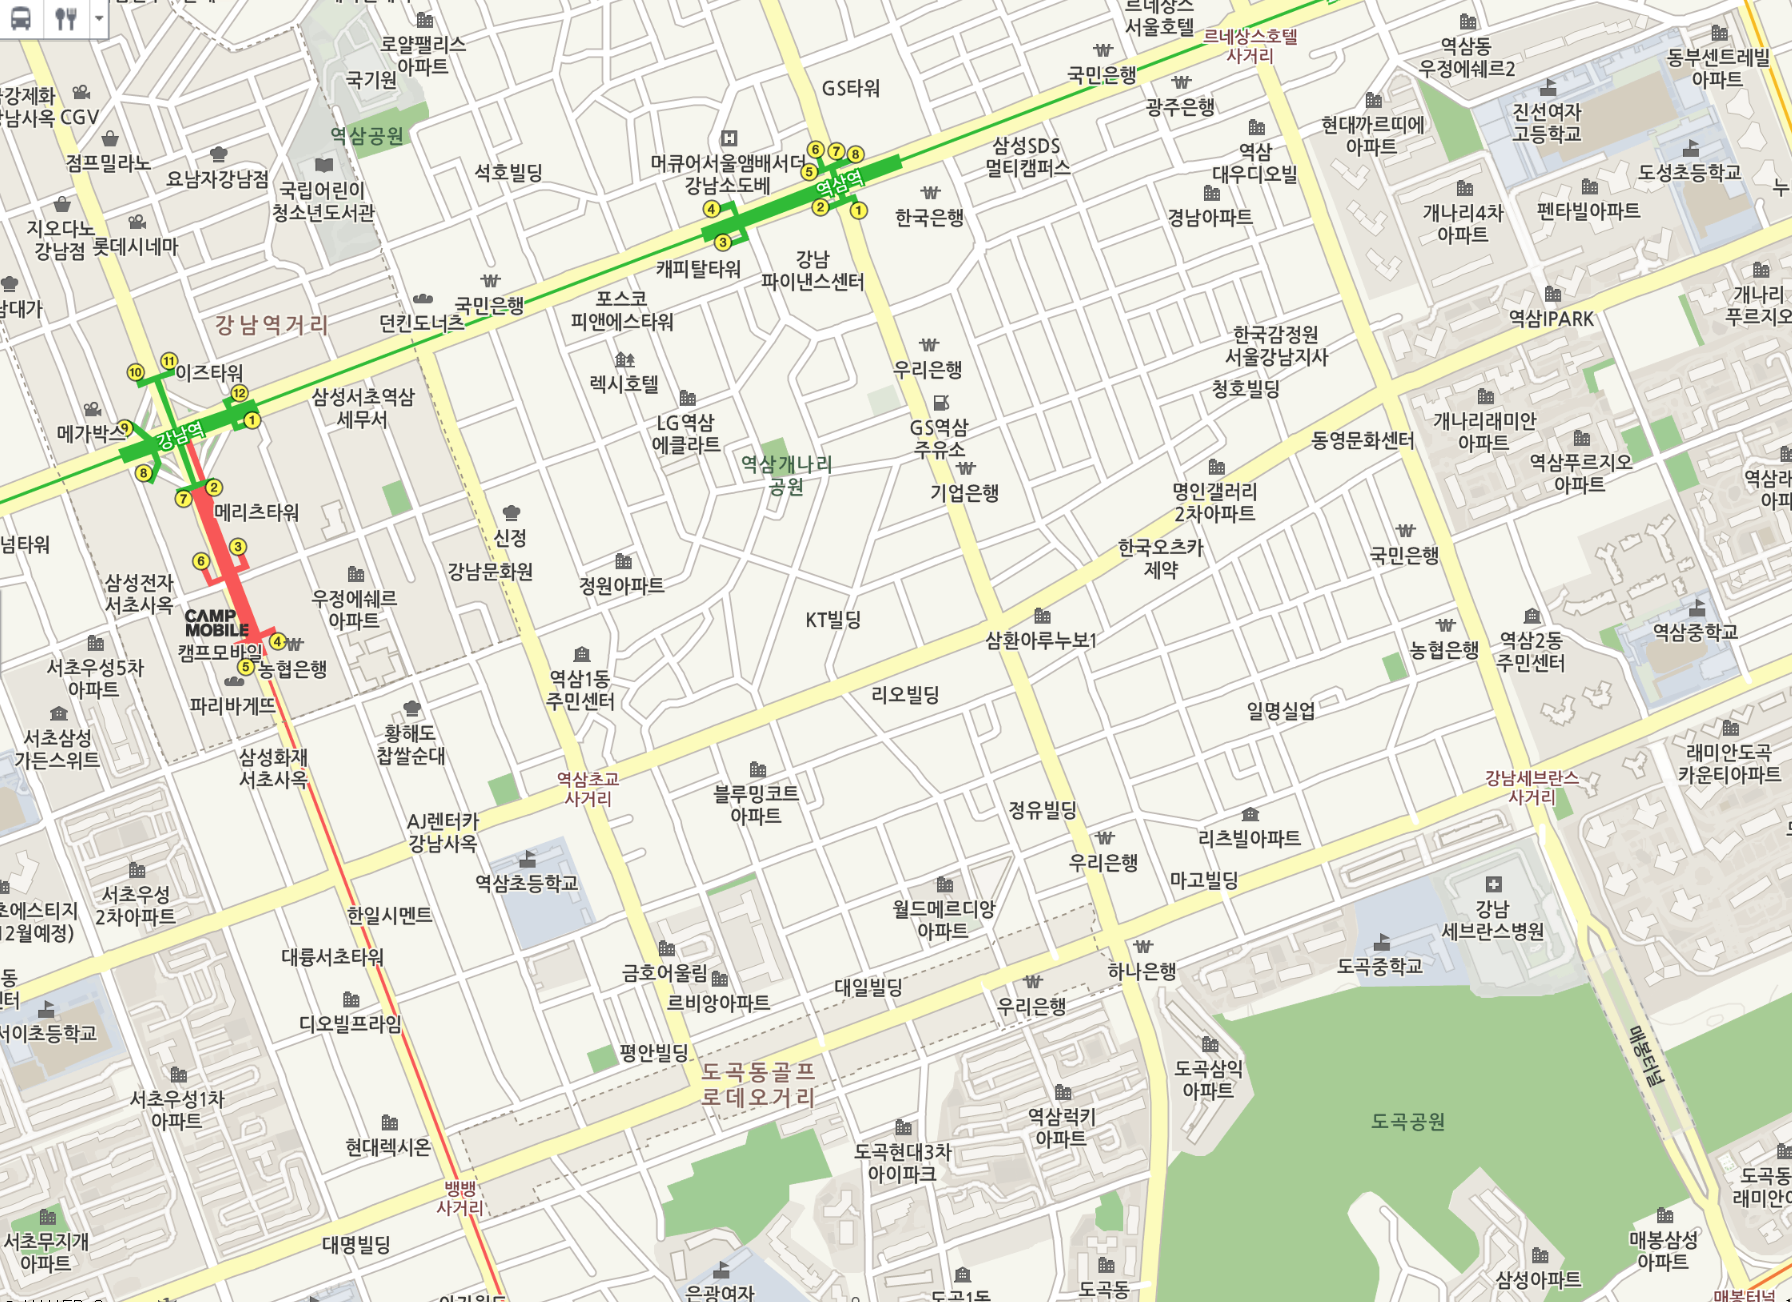 르네상스
서울호텔
로얄팰리스
아파트
국기원
GS타워
국민은행
르네상스호텔
사거리
역삼동
우정에쉐르2
동부센트레빌
아파트
광주은행
강남사옥 CGV
진선여자
고등학교
현대까르띠에
아파트
역삼공원
점프밀라노
요남자강남점
국립어린이
청소년도서관
석호빌딩
머큐어서울앰배서더
강남소도베
6
7
8
5
역삼역
4
2
1
3
삼성SDS
멀티캠퍼스
역삼
대우디오빌
도성초등학교
한국은행
경남아파트
개나리4차
아파트
펜타빌아파트
지오다노
강남점
롯데시네마
캐피탈타워
강남
파이낸스센터
국민은행
던킨도너츠
포스코
피앤에스타워
강남역거리
역삼IPARK
개나리
한국감정원
서울강남지사
우리은행
청호빌딩
렉시호텔
11
10
이즈타워
12
1
9
강남역
8
7
2
메가박스
삼성서초역삼
세무서
LG역삼
에클라트
GS역삼
주유소
개나리래미안
아파트
동영문화센터
역삼개나리
공원
기업은행
명인갤러리
2차아파트
역삼푸르지오
아파트
메리츠타워
신정
강남문화원
3
6
삼성전자
서초사옥
우정에쉐르
아파트
정원아파트
한국오츠카
제약
국민은행
CAMP
MOBILE
캠프모바일
4
5
농협은행
KT빌딩
삼환아루누보1
농협은행
역삼2동
주민센터
역삼중학교
서초우성5차
아파트
파리바게뜨
역삼1동
주민센터
리오빌딩
일명실업
서초삼성
가든스위트
삼성화재
서초사옥
황해도
찹쌀순대
역삼초교
사거리
블루밍코트
아파트
정유빌딩
강남세브란스
사거리
래미안도곡
카운티아파트
AJ렌터카
강남사옥
우리은행
리츠빌아파트
역삼초등학교
서초우성
2차아파트
한일시멘트
월드메르디앙
아파트
마고빌딩
강남
세브란스병원
12월예정)
대륭서초타워
금호어울림
르비앙아파트
대일빌딩
하나은행
도곡중학교
우리은행
디오빌프라임
서이초등학교
평안빌딩
도곡동골프
로데오거리
도곡삼익
아파트
매봉터널
서초우성1차
아파트
역삼럭키
아파트
도곡공원
현대렉시온
도곡현대3차
아이파크
뱅뱅
사거리
서초무지개
아파트
대명빌딩
은광여자
도곡1동
도곡동
매봉삼성
아파트
삼성아파트
매봉터널